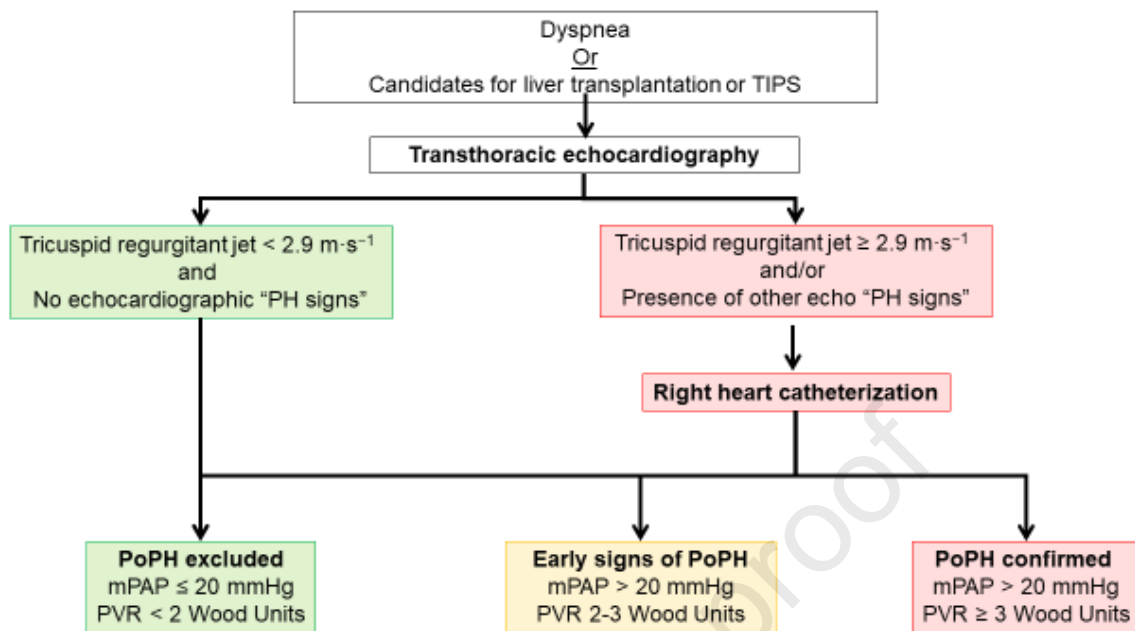 Dyspnea
Or
Candidates for liver transplantation or TIPS
Transthoracic echocardiography
Tricuspid regurgitant jet < 2.9 m·s⁻¹
and
No echocardiographic “PH signs”
Tricuspid regurgitant jet ≥ 2.9 m·s⁻¹
and/or
Presence of other echo “PH signs”
Right heart catheterization
PoPH excluded
mPAP ≤ 20 mmHg
PVR < 2 Wood Units
Early signs of PoPH
mPAP > 20 mmHg
PVR 2-3 Wood Units
PoPH confirmed
mPAP > 20 mmHg
PVR ≥ 3 Wood Units
proof